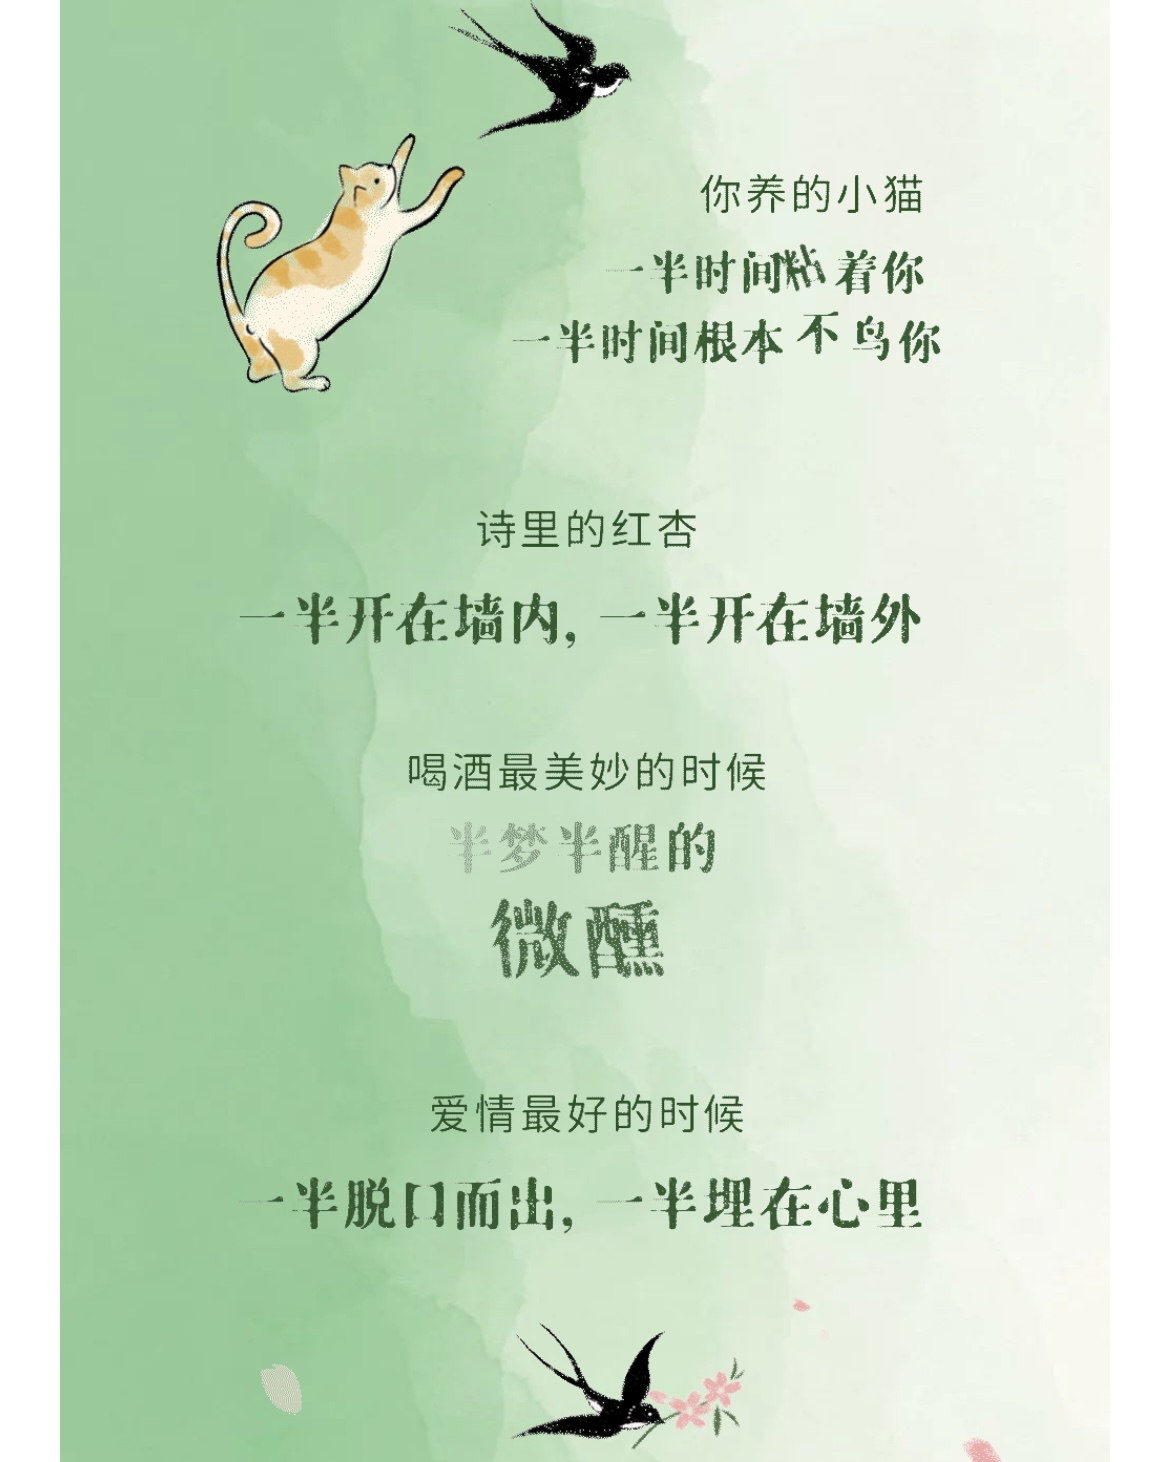 你养的小猫
一半时间粘着你
一半时间根本不鸟你
诗里的红杏
一半开在墙内，一半开在墙外
喝酒最美妙的时候
半梦半醒的
微醺
爱情最好的时候
一半脱口而出，一半埋在心里